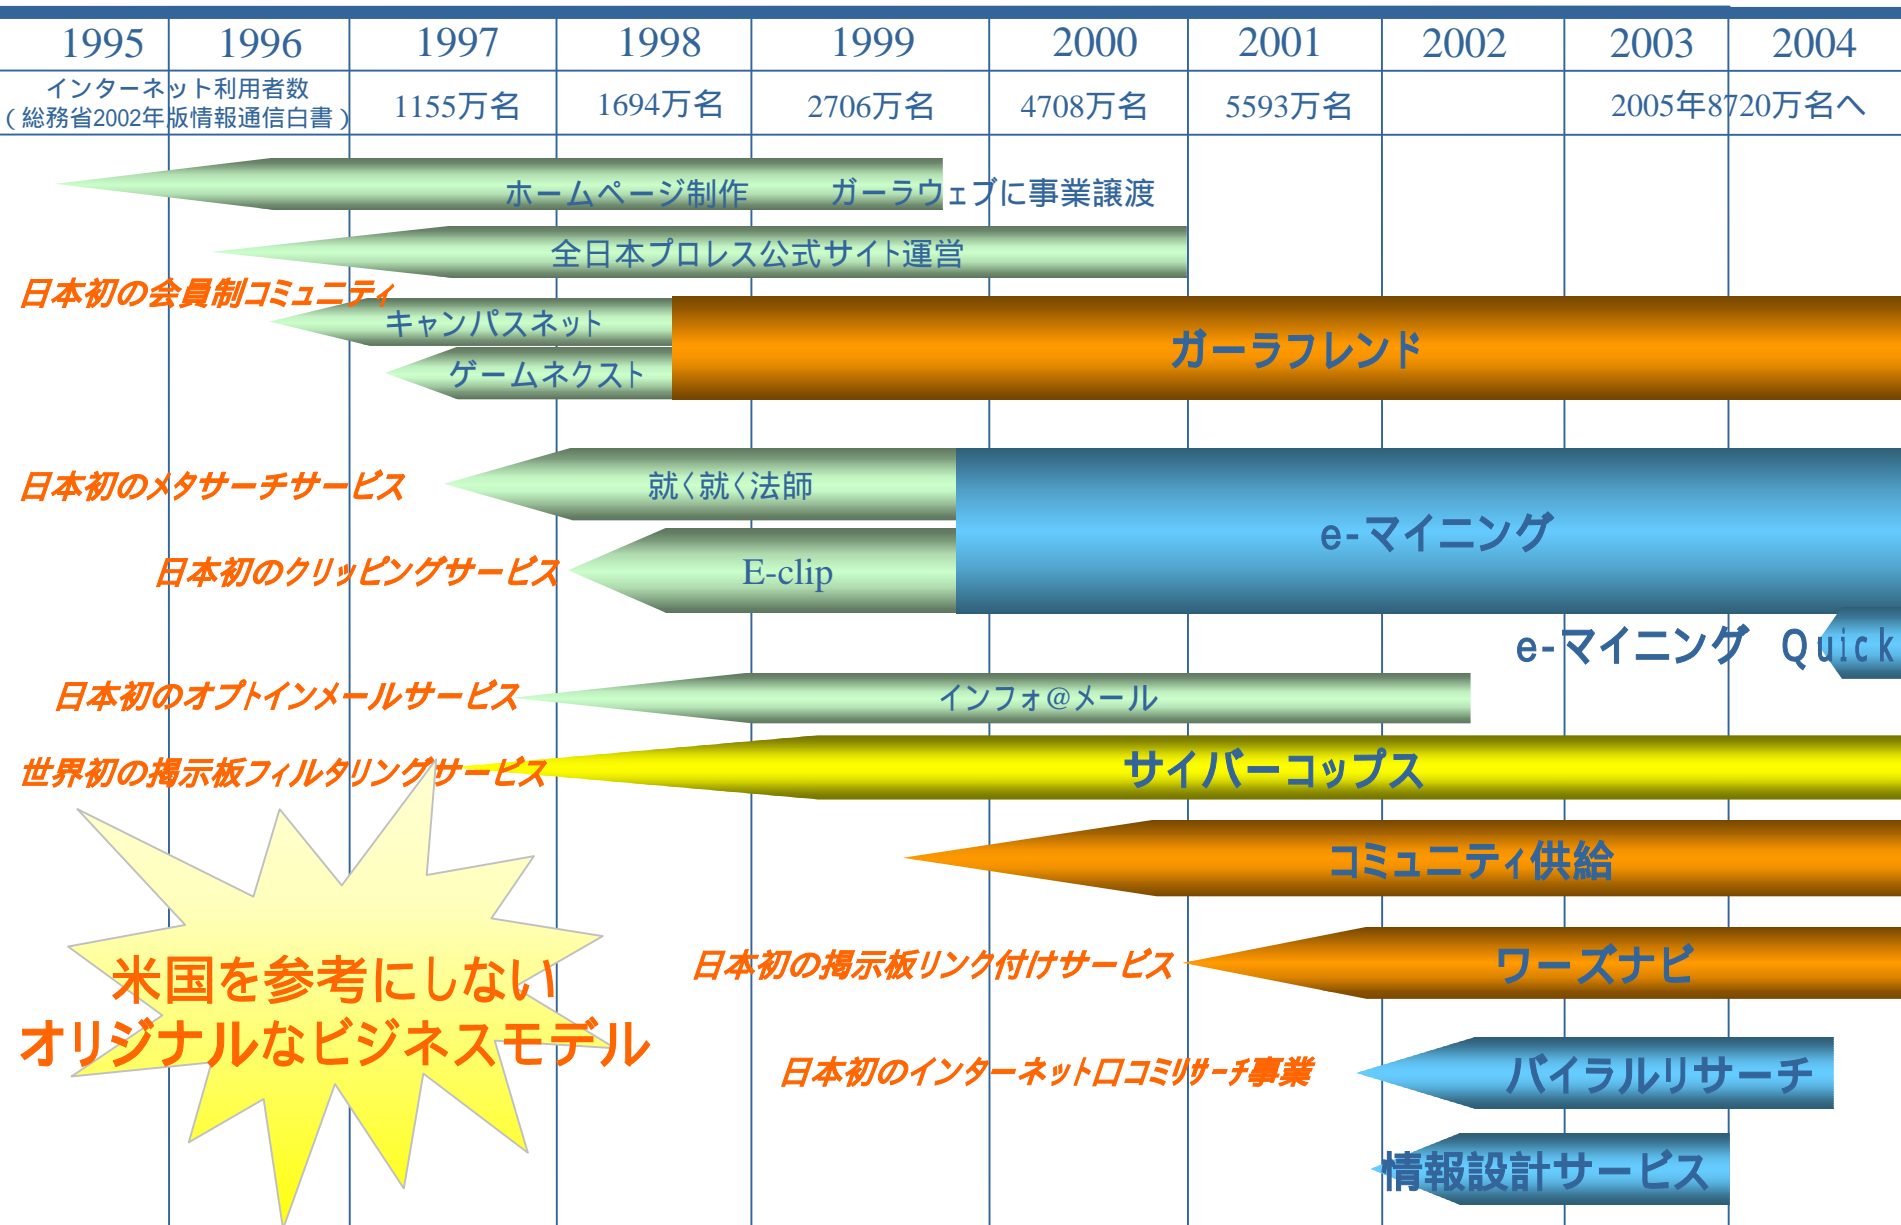 1995 1996 1997 1998 1999 2000 2001 2002 2003 2004
インターネット利用者数
（総務省2002年版情報通信白書）
1155万名 1694万名 2706万名 4708万名 5593万名 2005年8720万名へ
ホームページ制作 ガーラウェブに事業譲渡
全日本プロレス公式サイト運営
日本初の会員制コミュニティ
キャンパスネット
ガーラフレンド
ゲームネクスト
日本初のメタサーチサービス
就く就く法師
e-マイニング
日本初のクリッピングサービス
E-clip
e-マイニング Quick
日本初のオプトインメールサービス
インフォ@メール
世界初の掲示板フィルタリングサービス
サイバーコップス
コミュニティ供給
日本初の掲示板リンク付けサービス
ワーズナビ
米国を参考にしない
オリジナルなビジネスモデル
日本初のインターネット口コミリサーチ事業
バイラルリサーチ
情報設計サービス